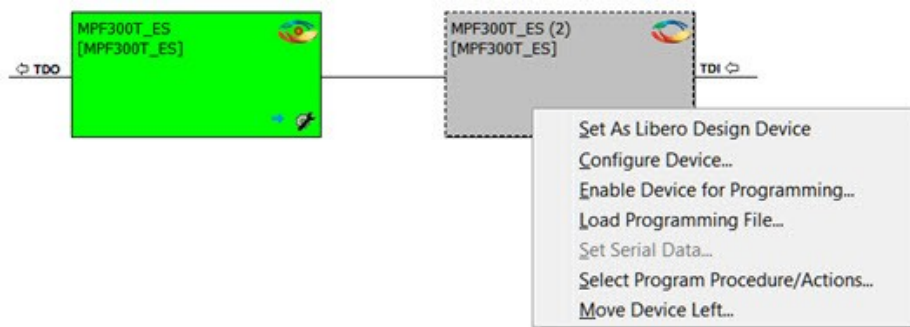 MPF300T_ES
[MPF300T_ES]
MPF300T_ES (2)
[MPF300T_ES]
⇦ TDO
TDI ⇦
Set As Libero Design Device
Configure Device...
Enable Device for Programming...
Load Programming File...
Set Serial Data...
Select Program Procedure/Actions...
Move Device Left...